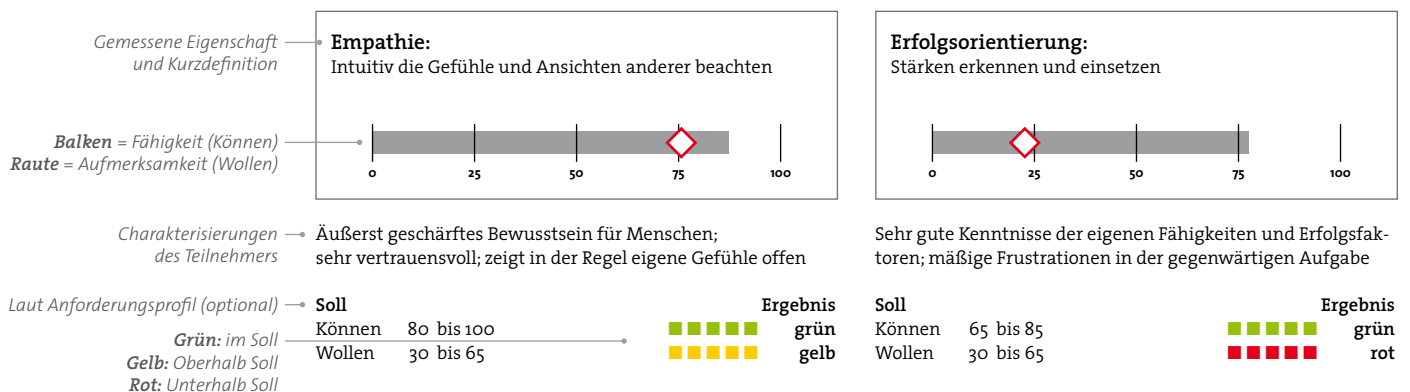 Gemessene Eigenschaft
und Kurzdefinition
Empathie:
Intuitiv die Gefühle und Ansichten anderer beachten
Erfolgsorientierung:
Stärken erkennen und einsetzen
Balken = Fähigkeit (Können)
Raute = Aufmerksamkeit (Wollen)
0 25 50 75 100
0 25 50 75 100
Charakterisierungen
des Teilnehmers
Äußerst geschärftes Bewusstsein für Menschen;
sehr vertrauensvoll; zeigt in der Regel eigene Gefühle offen
Sehr gute Kenntnisse der eigenen Fähigkeiten und Erfolgsfak-
toren; mäßige Frustrationen in der gegenwärtigen Aufgabe
Laut Anforderungsprofil (optional)
Grün: im Soll
Gelb: Oberhalb Soll
Rot: Unterhalb Soll
Soll Ergebnis
Können 80 bis 100 grün
Wollen 30 bis 65 gelb
Soll Ergebnis
Können 65 bis 85 grün
Wollen 30 bis 65 rot